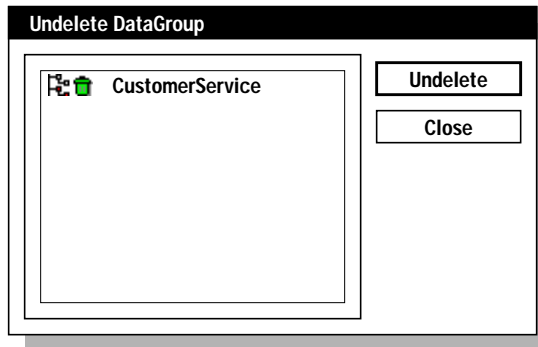 Undelete DataGroup
CustomerService
Undelete
Close